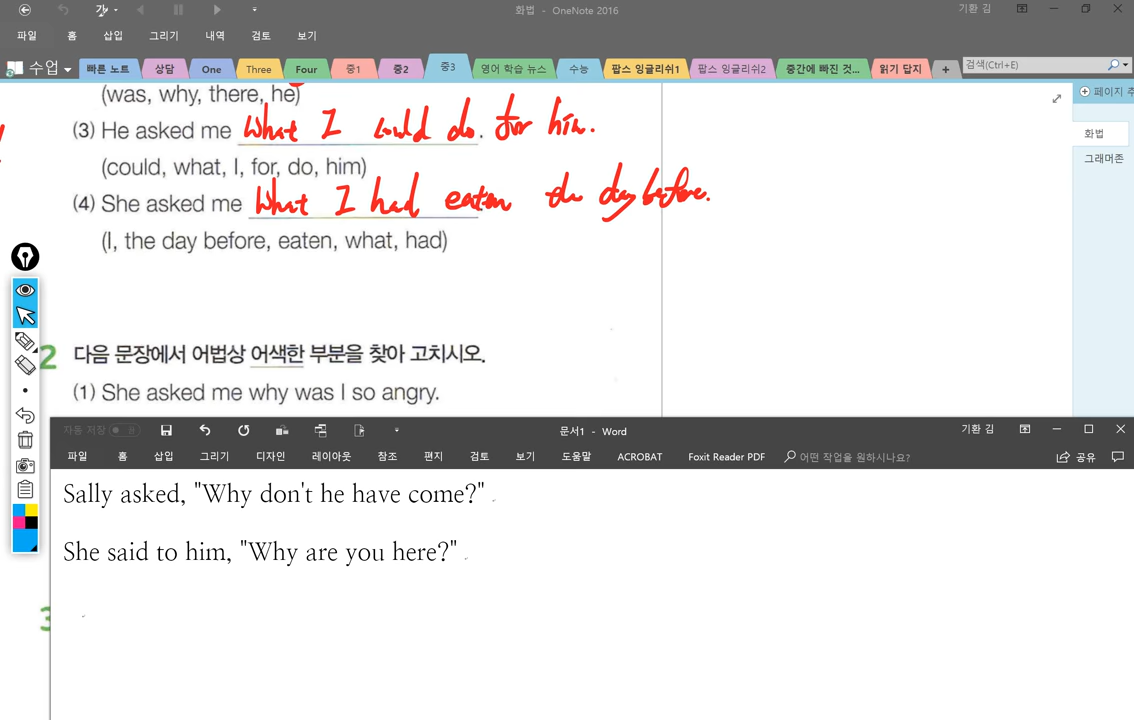 화법 - OneNote 2016
기환 김
파일 홈 삽입 그리기 내역 검토 보기
수업 빠른 노트 상담 One Three Four 중1 중2 중3 영어 학습 뉴스 수능 팝스 잉글리쉬1 팝스 잉글리쉬2 중간에 빠진 것... 읽기 답지 + 검색(Ctrl+E)
페이지 추
화법
그래머존
(was, why, there, he)
(3) He asked me What I could do. for him.
(could, what, I, for, do, him)
(4) She asked me What I had eaten the day before.
(I, the day before, eaten, what, had)
2 다음 문장에서 어법상 어색한 부분을 찾아 고치시오.
(1) She asked me why was I so angry.
자동 저장
문서1 - Word
기환 김
파일 홈 삽입 그리기 디자인 레이아웃 참조 편지 검토 보기 도움말 ACROBAT Foxit Reader PDF 어떤 작업을 원하시나요? 공유
Sally asked, "Why don't he have come?"
She said to him, "Why are you here?"
3